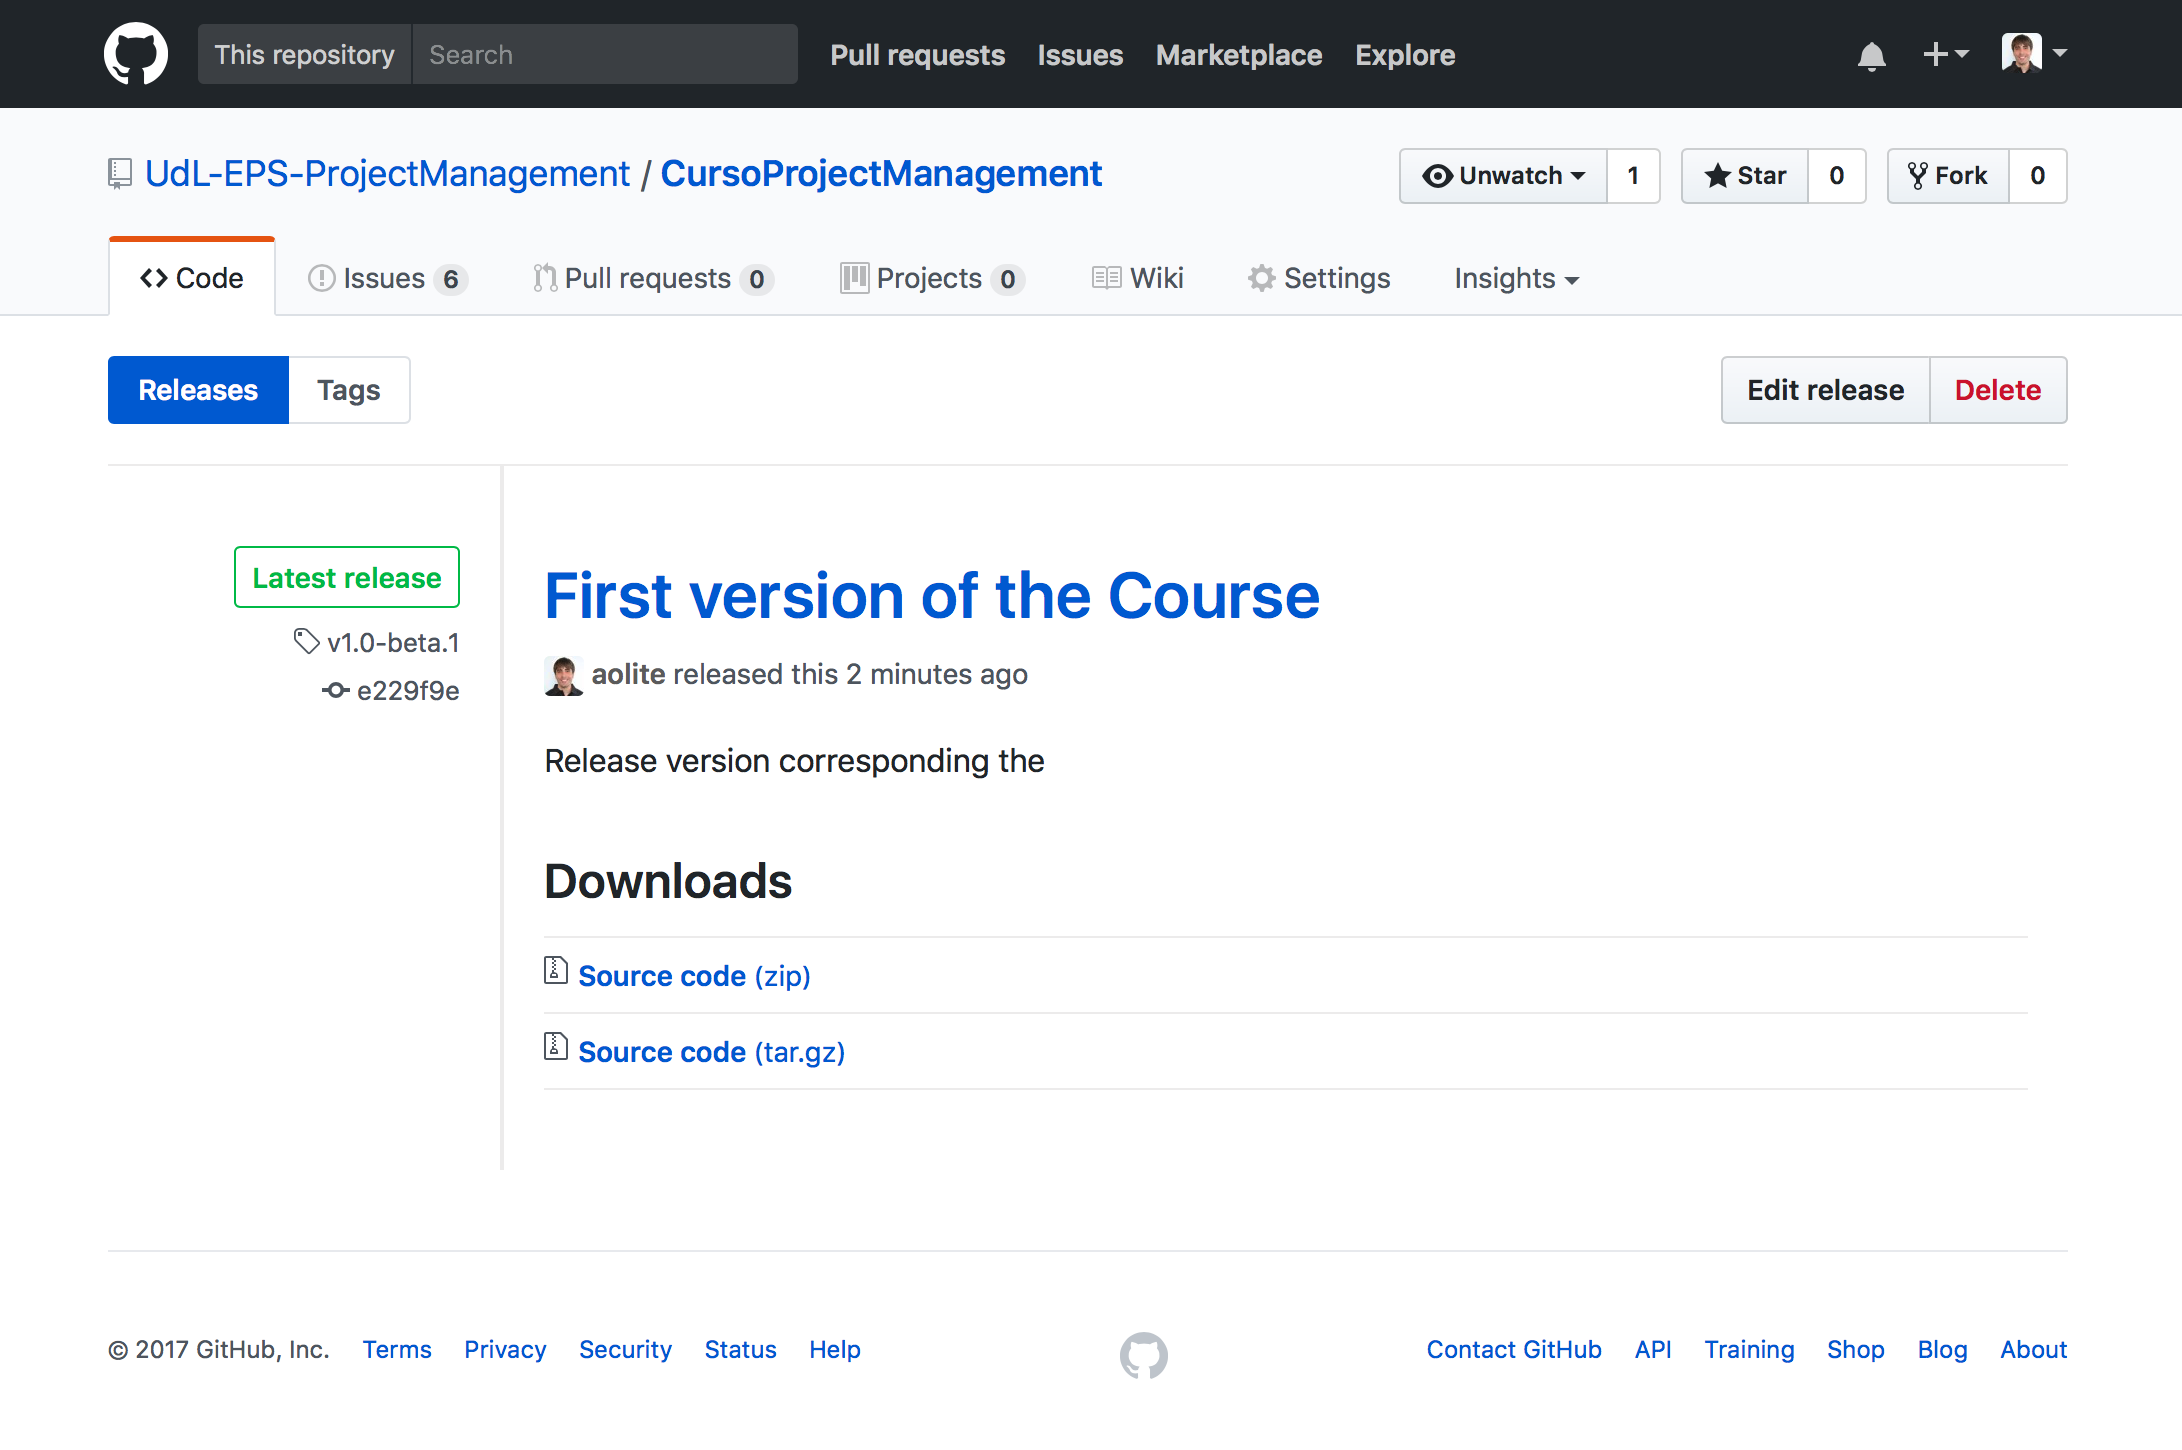 This repository Search Pull requests Issues Marketplace Explore
UdL-EPS-ProjectManagement / CursoProjectManagement Unwatch 1 Star 0 Fork 0
Code Issues 6 Pull requests 0 Projects 0 Wiki Settings Insights
Releases Tags Edit release Delete
Latest release
v1.0-beta.1
e229f9e
First version of the Course
aolite released this 2 minutes ago
Release version corresponding the
Downloads
Source code (zip)
Source code (tar.gz)
© 2017 GitHub, Inc. Terms Privacy Security Status Help Contact GitHub API Training Shop Blog About